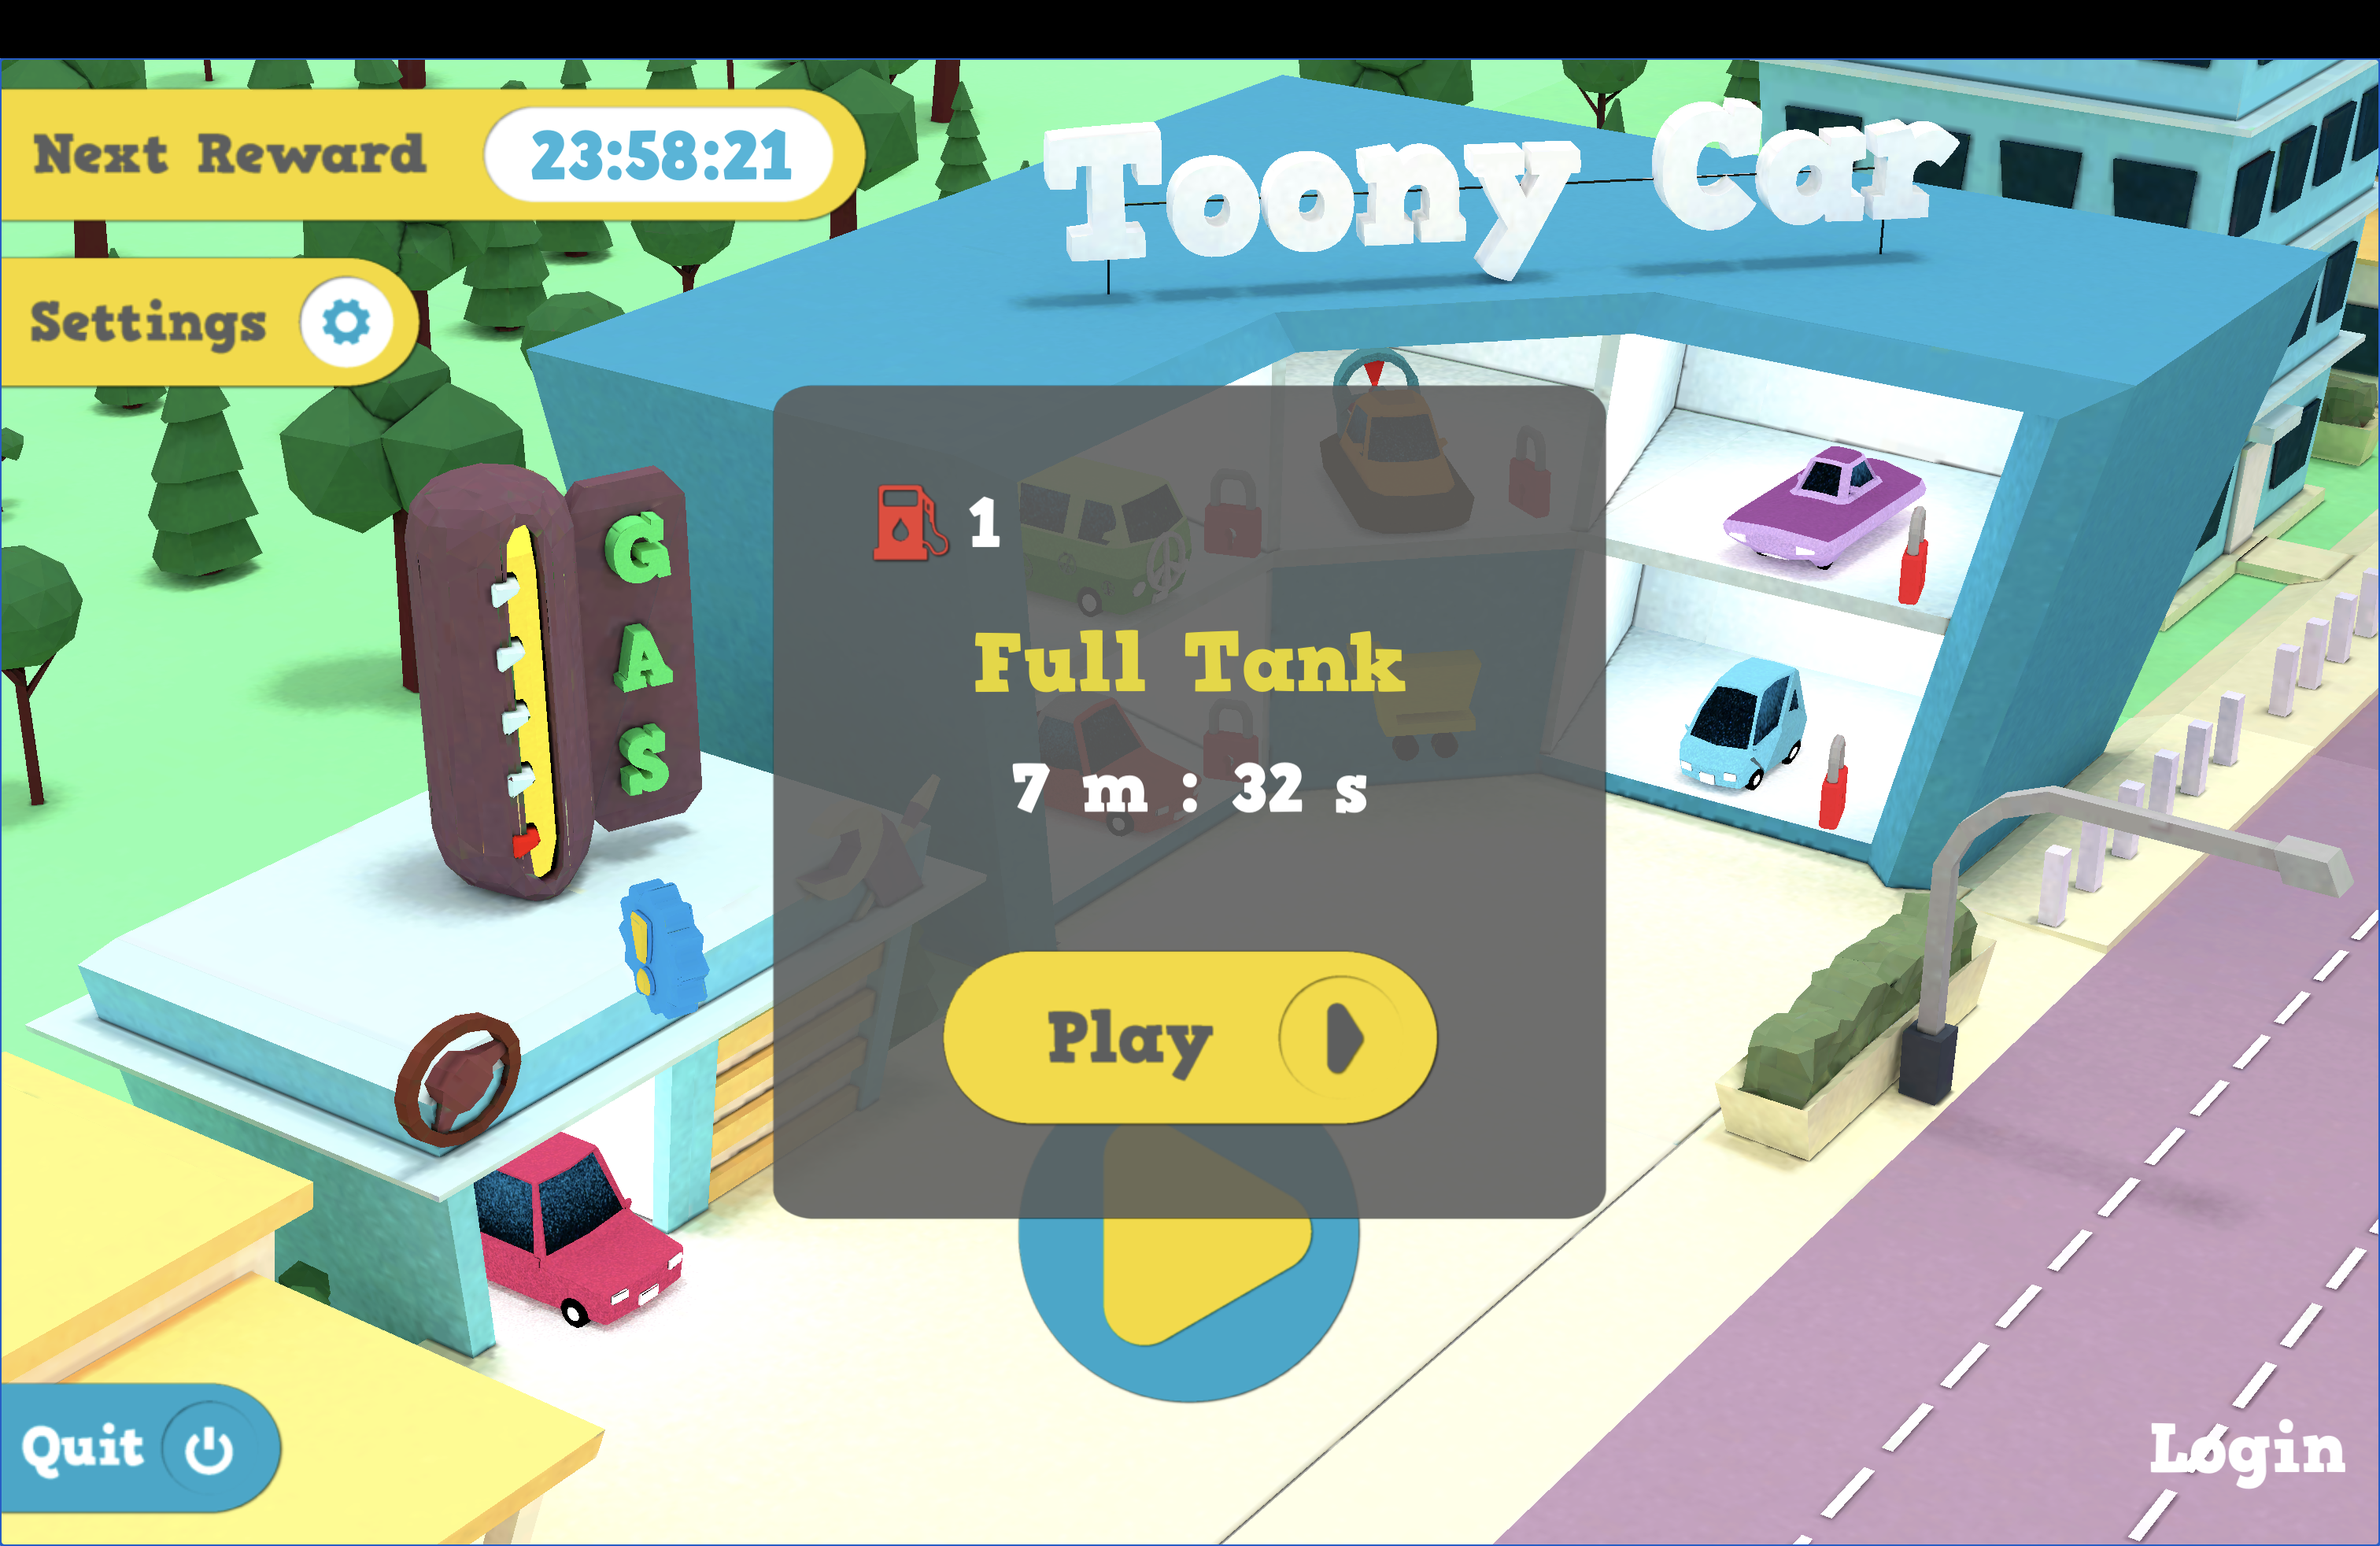 Next Reward 23:58:21
Toony Car
Settings
GAS
1
Full Tank
7 m : 32 s
Play
Quit
Login